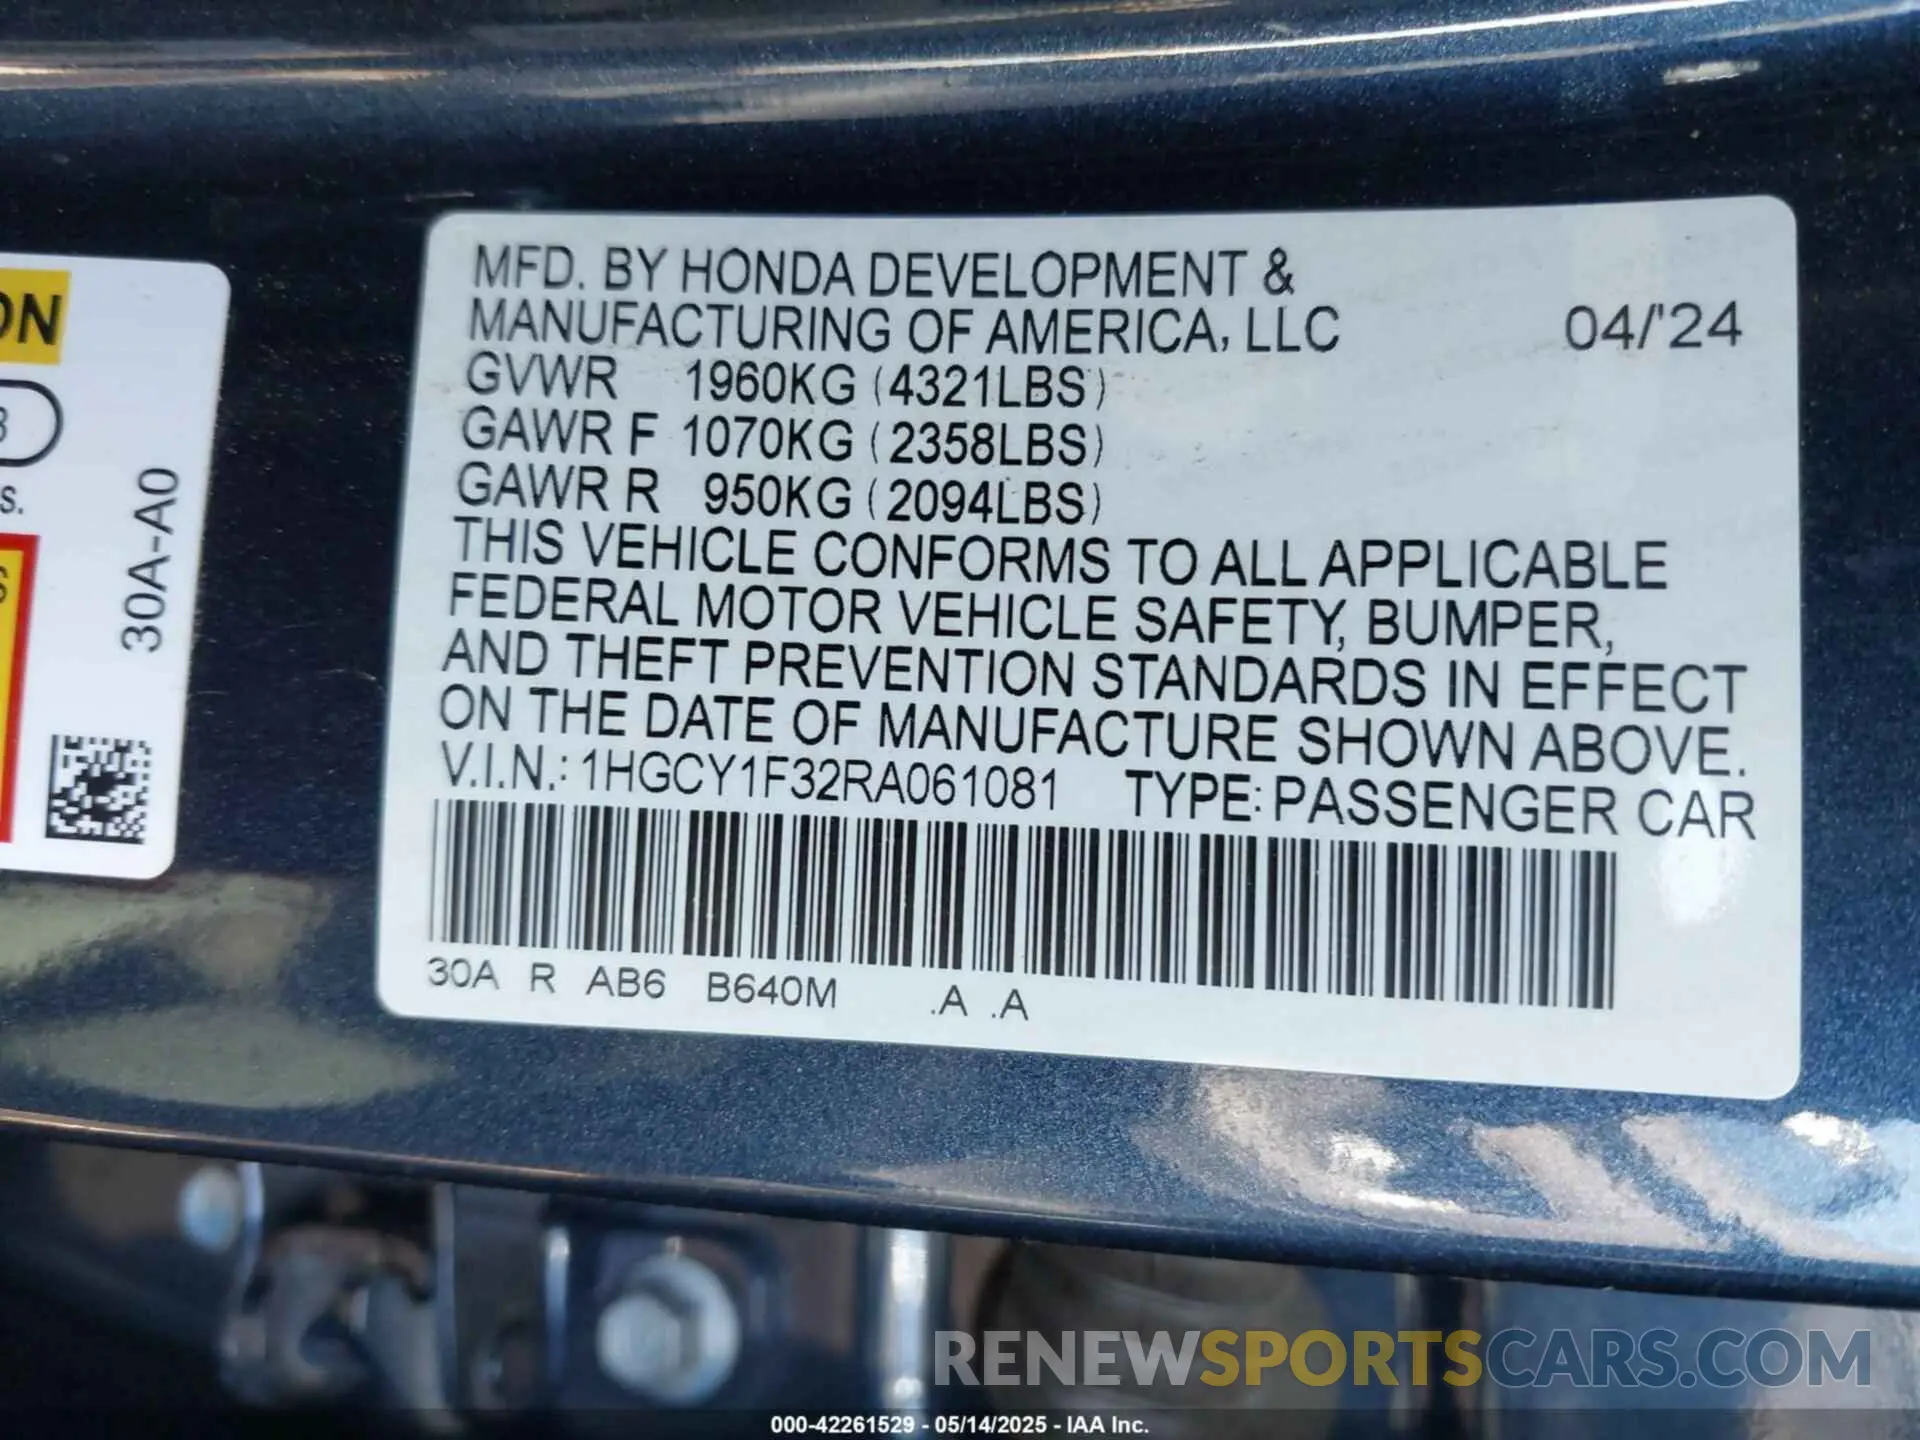 ON
3
S.
S
30A-A0
MFD. BY HONDA DEVELOPMENT &
MANUFACTURING OF AMERICA, LLC 04/'24
GVWR 1960KG (4321LBS)
GAWR F 1070KG (2358LBS)
GAWR R 950KG (2094LBS)
THIS VEHICLE CONFORMS TO ALL APPLICABLE
FEDERAL MOTOR VEHICLE SAFETY, BUMPER,
AND THEFT PREVENTION STANDARDS IN EFFECT
ON THE DATE OF MANUFACTURE SHOWN ABOVE.
V.I.N.: 1HGCY1F32RA061081 TYPE: PASSENGER CAR
30A R AB6 B640M .A .A
RENEWSPORTSCARS.COM
000-42261529 - 05/14/2025 - IAA Inc.